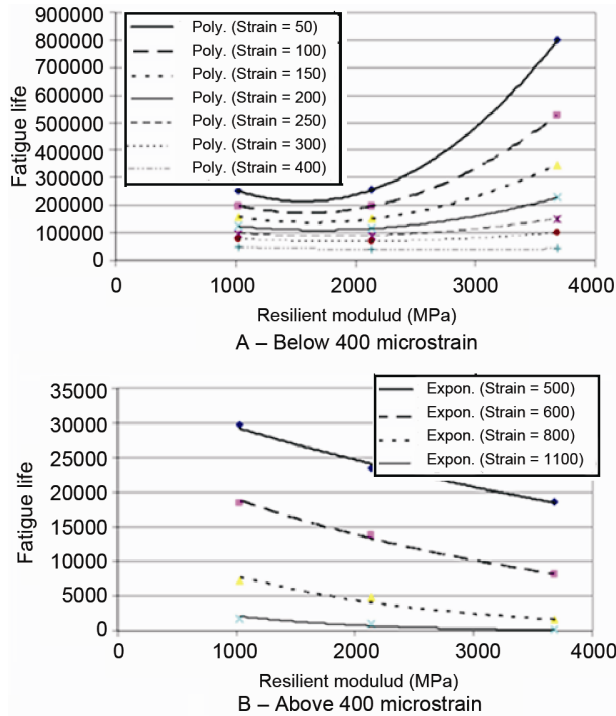 900000
800000
700000
600000
500000
400000
300000
200000
100000
0
Fatigue life
Poly. (Strain = 50)
Poly. (Strain = 100)
Poly. (Strain = 150)
Poly. (Strain = 200)
Poly. (Strain = 250)
Poly. (Strain = 300)
Poly. (Strain = 400)
0 1000 2000 3000 4000
Resilient modulud (MPa)
A – Below 400 microstrain
35000
30000
25000
20000
15000
10000
5000
0
Fatigue life
Expon. (Strain = 500)
Expon. (Strain = 600)
Expon. (Strain = 800)
Expon. (Strain = 1100)
0 1000 2000 3000 4000
Resilient modulud (MPa)
B – Above 400 microstrain